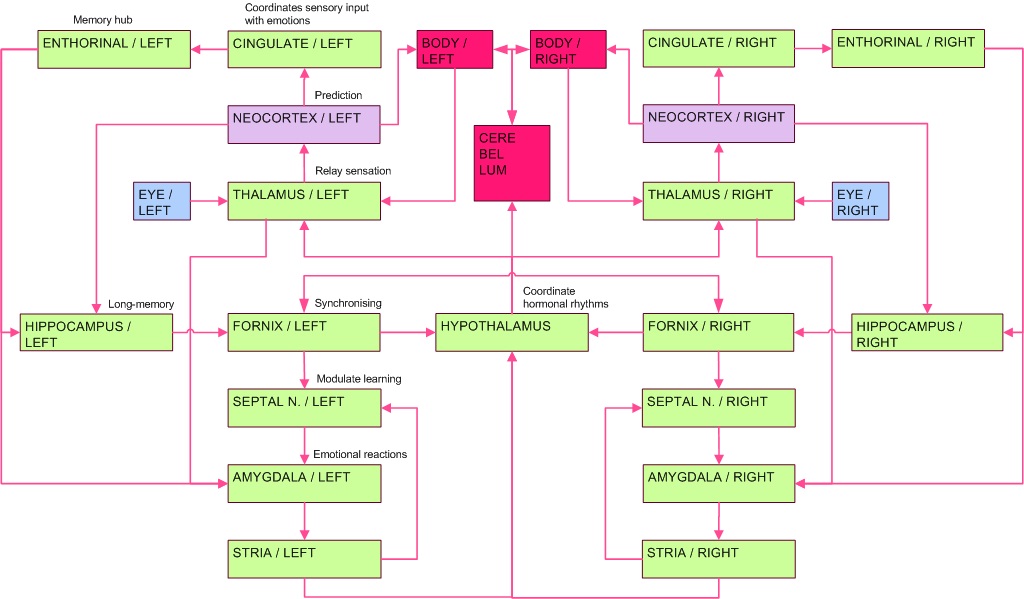 Memory hub
Coordinates sensory input
with emotions
ENTHORINAL / LEFT
CINGULATE / LEFT
BODY /
LEFT
BODY /
RIGHT
CINGULATE / RIGHT
ENTHORINAL / RIGHT
Prediction
NEOCORTEX / LEFT
CERE
BEL
LUM
NEOCORTEX / RIGHT
Relay sensation
EYE /
LEFT
THALAMUS / LEFT
THALAMUS / RIGHT
EYE /
RIGHT
Long-memory
Synchronising
Coordinate
hormonal rhythms
HIPPOCAMPUS /
LEFT
FORNIX / LEFT
HYPOTHALAMUS
FORNIX / RIGHT
HIPPOCAMPUS /
RIGHT
Modulate learning
SEPTAL N. / LEFT
SEPTAL N. / RIGHT
Emotional reactions
AMYGDALA / LEFT
AMYGDALA / RIGHT
STRIA / LEFT
STRIA / RIGHT